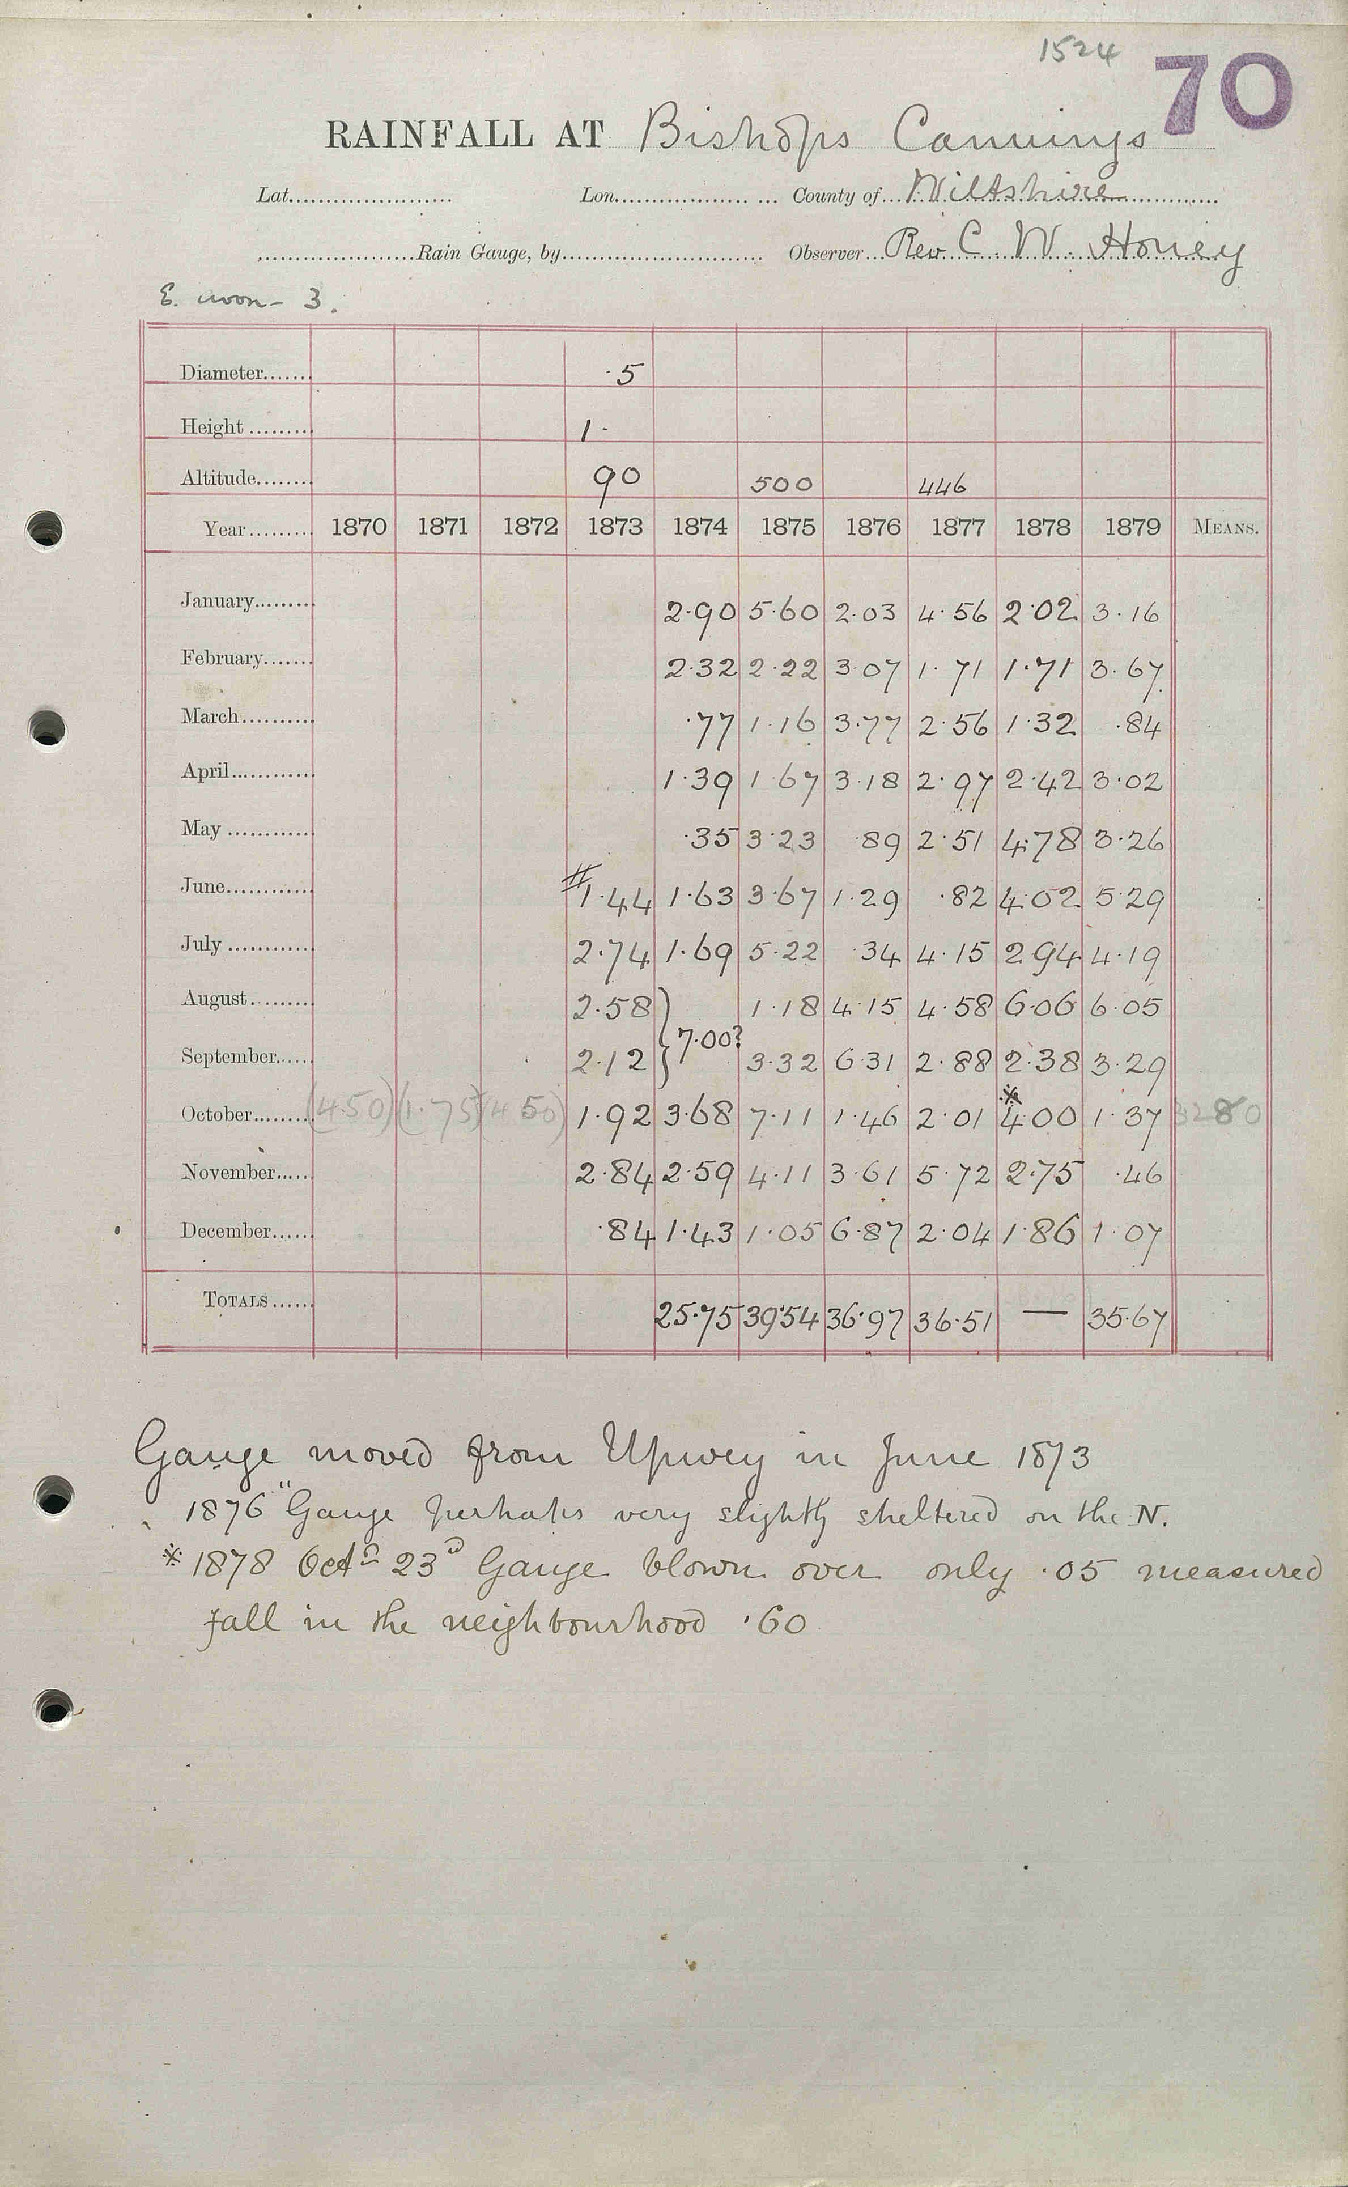 1524 70
RAINFALL AT Bishops Cannings
Lat. Lon. County of Wiltshire
Rain Gauge, by Observer Rev. C. W. Honey
E. noon - 3.
Diameter ·5
Height 1·
Altitude 90 500 446
Year 1870 1871 1872 1873 1874 1875 1876 1877 1878 1879 MEANS.
January 2·90 5·60 2·03 4·56 2·02 3·16
February 2·32 2·22 3·07 1·71 1·71 3·67
March ·77 1·16 3·77 2·56 1·32 ·84
April 1·39 1·67 3·18 2·97 2·42 3·02
May ·35 3·23 ·89 2·51 4·78 3·26
June # 1·44 1·63 3·67 1·29 ·82 4·02 5·29
July 2·74 1·69 5·22 ·34 4·15 2·94 4·19
August 2·58 } 1·18 4·15 4·58 6·06 6·05
September 2·12 } 7·00? 3·32 6·31 2·88 2·38 3·29
October (4·50) (1·75) (4·50) 1·92 3·68 7·11 1·46 2·01 * 4·00 1·37 3280
November 2·84 2·59 4·11 3·61 5·72 2·75 ·46
December ·84 1·43 1·05 6·87 2·04 1·86 1·07
TOTALS 25·75 39·54 36·97 36·51 — 35·67
Gauge moved from Upwey in June 1873
1876 "Gauge perhaps very slightly sheltered on the N.
* 1878 Octr 23d Gauge blown over only ·05 measured
fall in the neighbourhood ·60